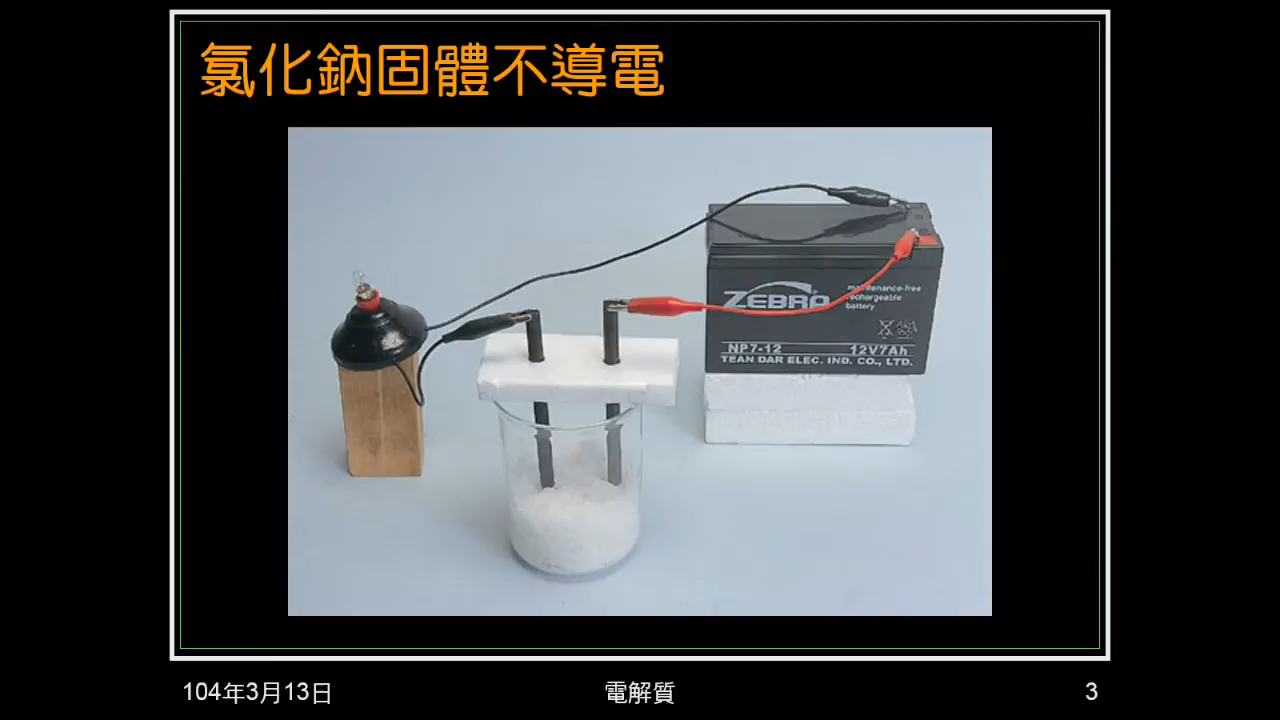 氯化鈉固體不導電
ZEBRA
maintenance-free
rechargeable
battery
NP7-12 12V7Ah
TEAN DAR ELEC. IND. CO., LTD.
104年3月13日 電解質 3